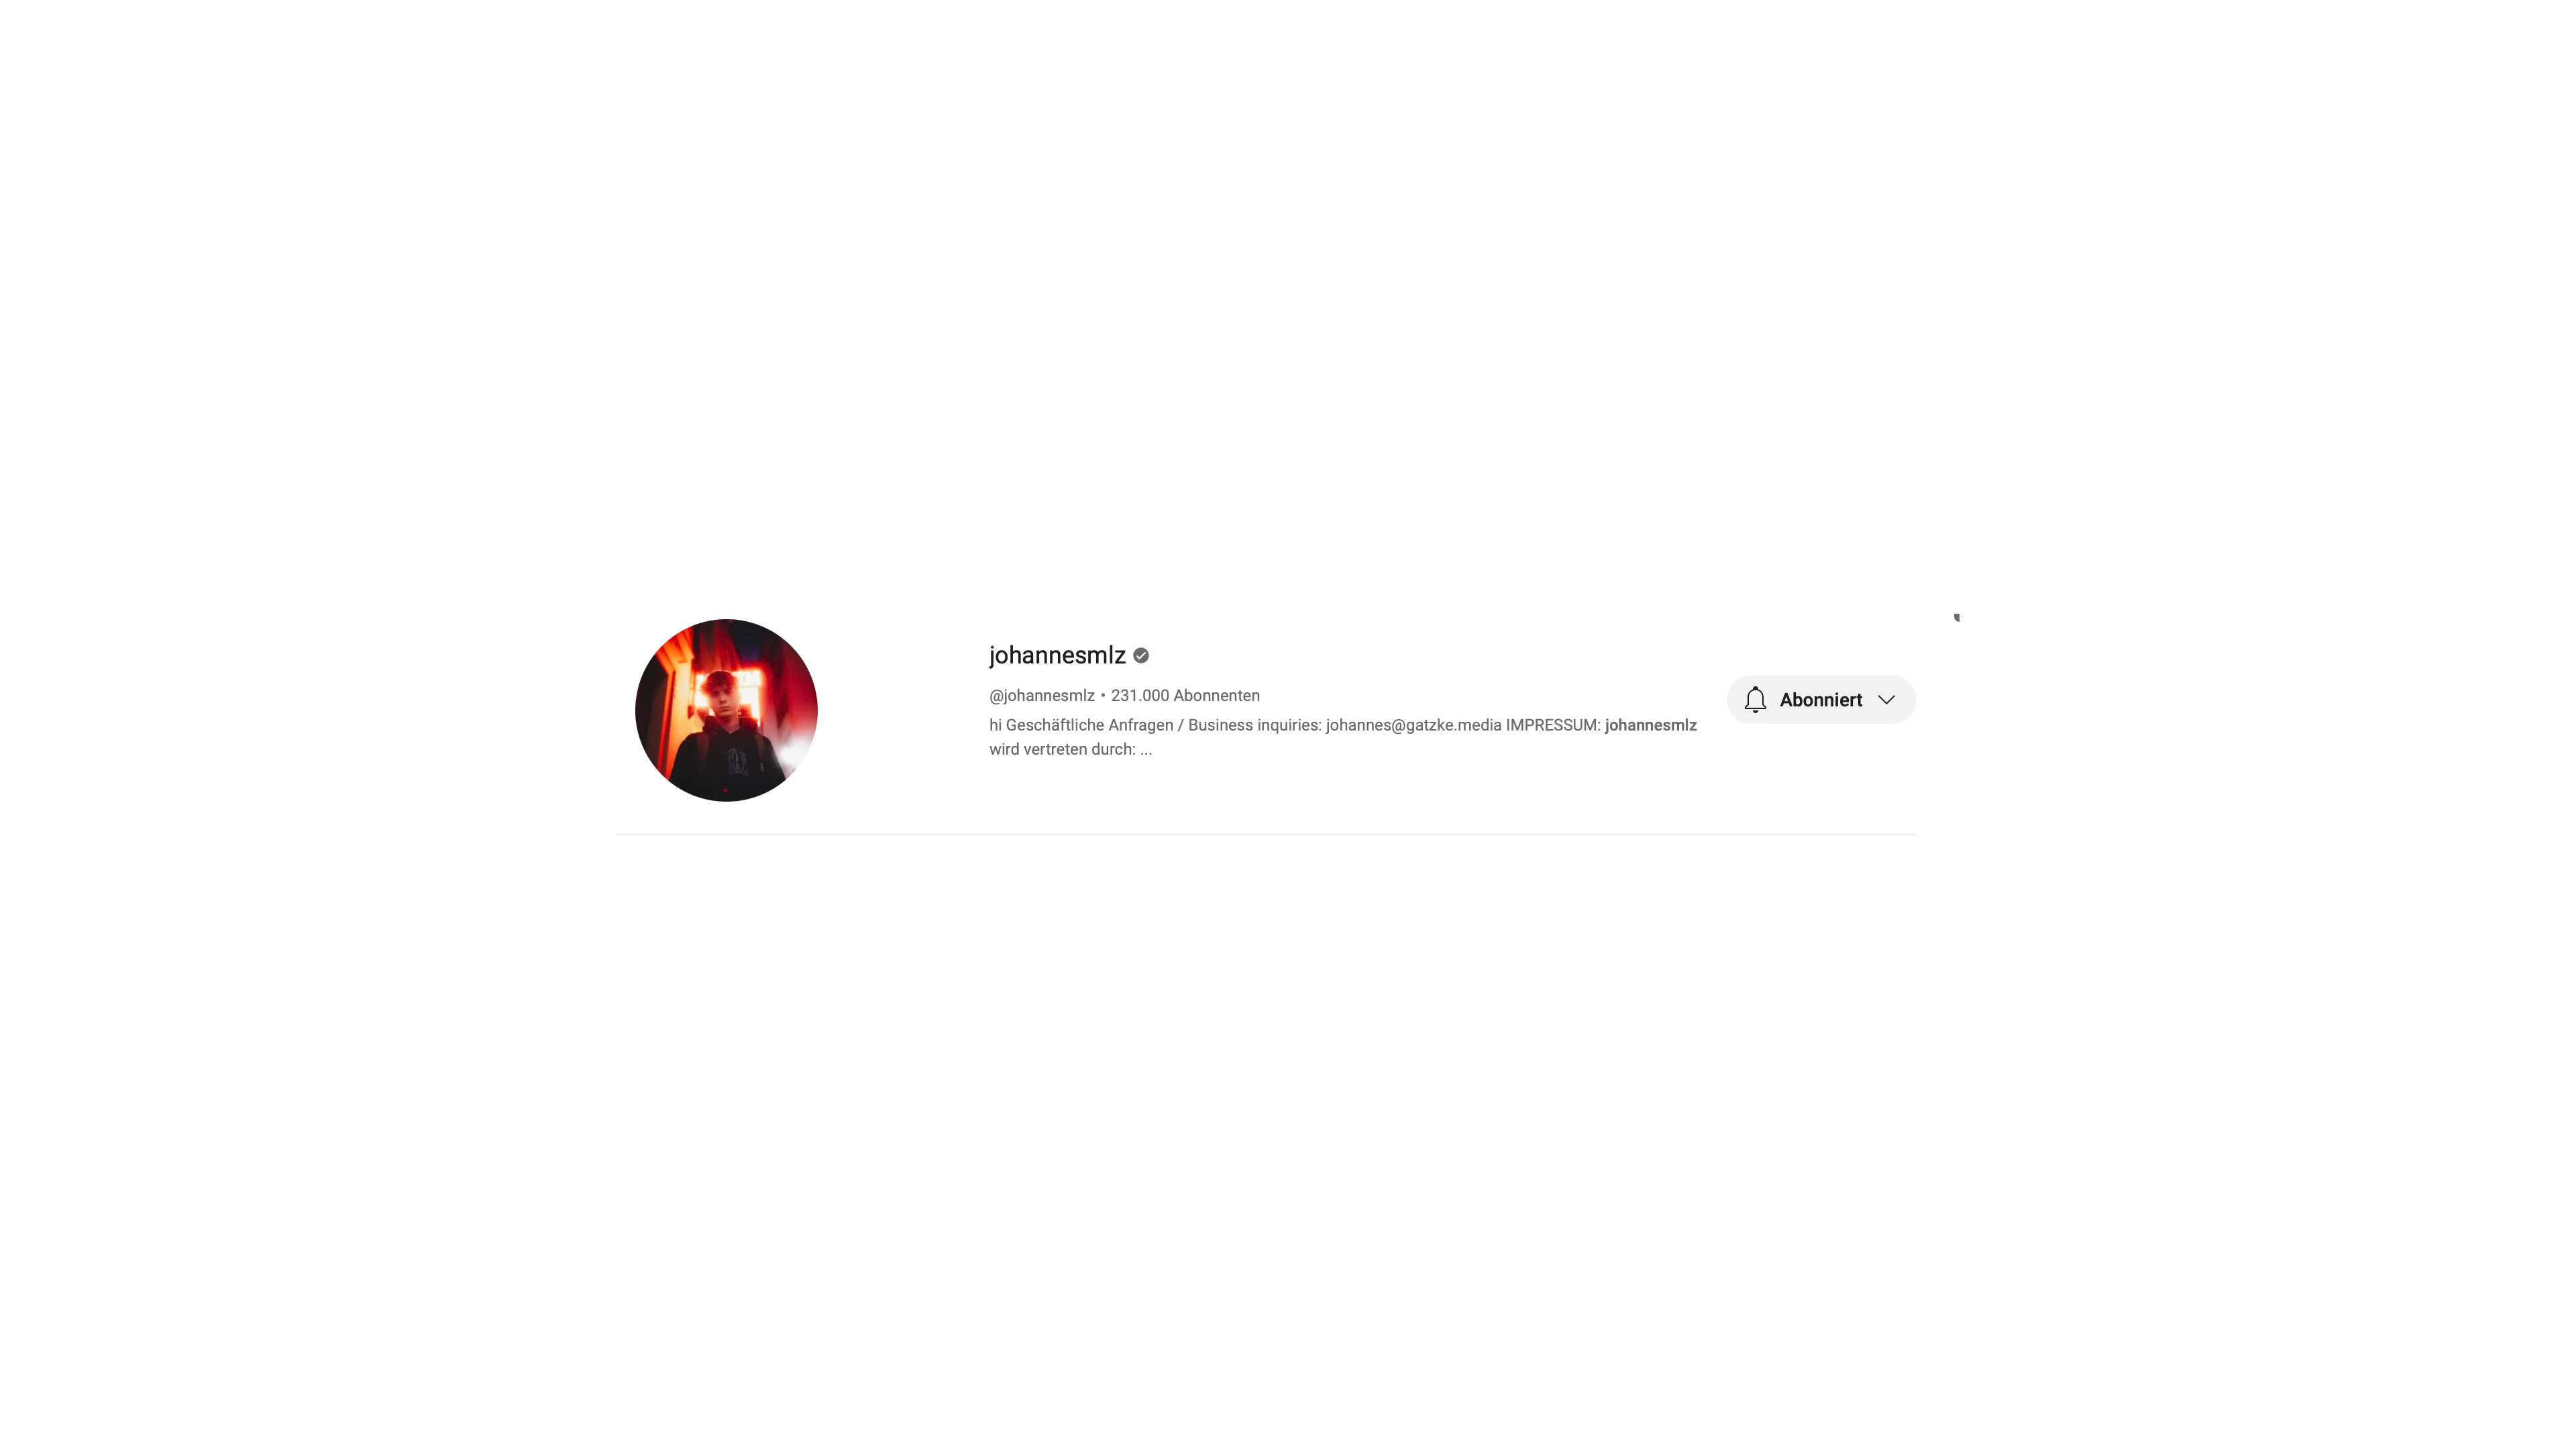 johannesmlz
@johannesmlz • 231.000 Abonnenten
hi Geschäftliche Anfragen / Business inquiries: johannes@gatzke.media IMPRESSUM: johannesmlz
wird vertreten durch: ...
Abonniert